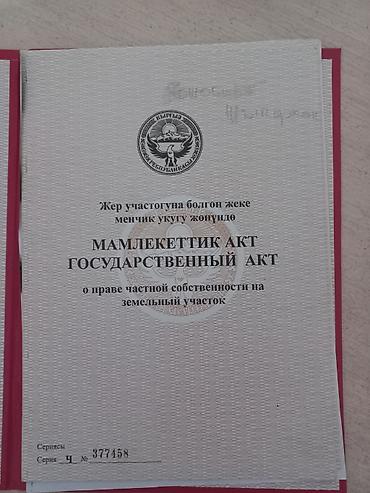 Жер участогуна болгон жеке
менчик укугу жөнүндө
МАМЛЕКЕТТИК АКТ
ГОСУДАРСТВЕННЫЙ АКТ
о праве частной собственности на
земельный участок
Сериясы
Серия Ч № 377458